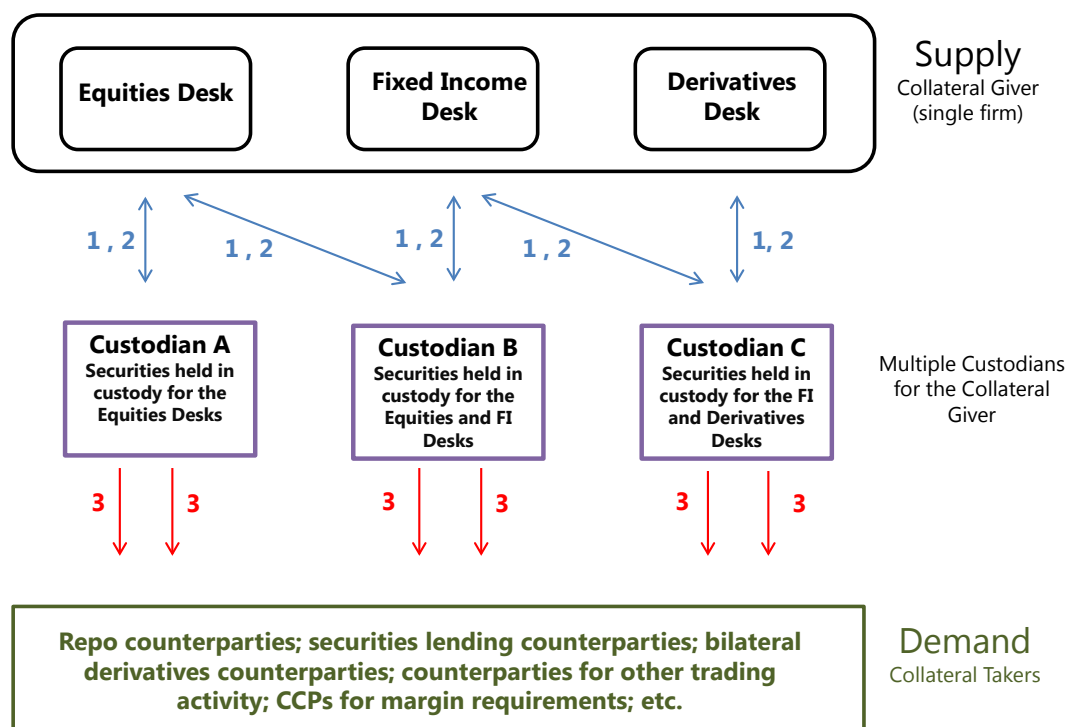 Equities Desk
Fixed Income
Desk
Derivatives
Desk
Supply
Collateral Giver
(single firm)
1 , 2
1 , 2
1 , 2
1 , 2
1, 2
Custodian A
Securities held in
custody for the
Equities Desks
Custodian B
Securities held in
custody for the
Equities and FI
Desks
Custodian C
Securities held in
custody for the FI
and Derivatives
Desks
Multiple Custodians
for the Collateral
Giver
3
3
3
3
3
3
Repo counterparties; securities lending counterparties; bilateral
derivatives counterparties; counterparties for other trading
activity; CCPs for margin requirements; etc.
Demand
Collateral Takers